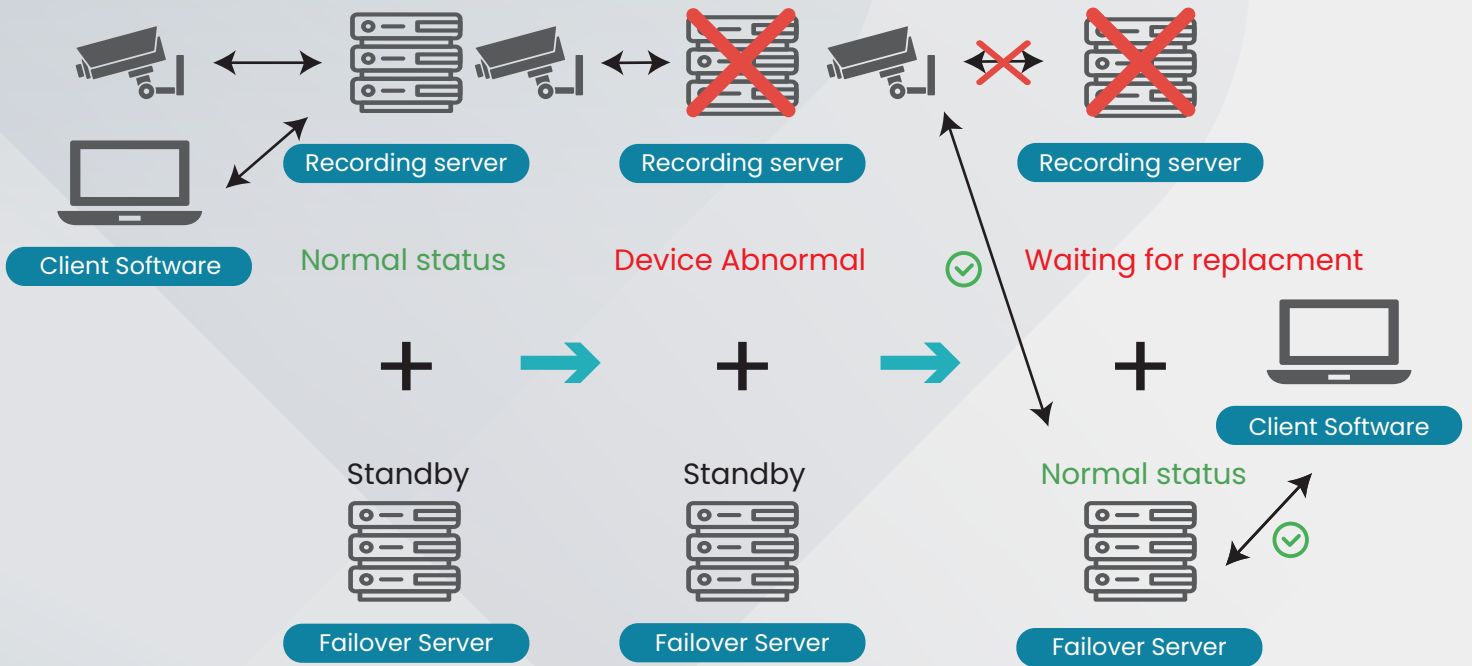 Recording server
Recording server
Recording server
Client Software
Normal status
Device Abnormal
Waiting for replacment
Client Software
Standby
Standby
Normal status
Failover Server
Failover Server
Failover Server